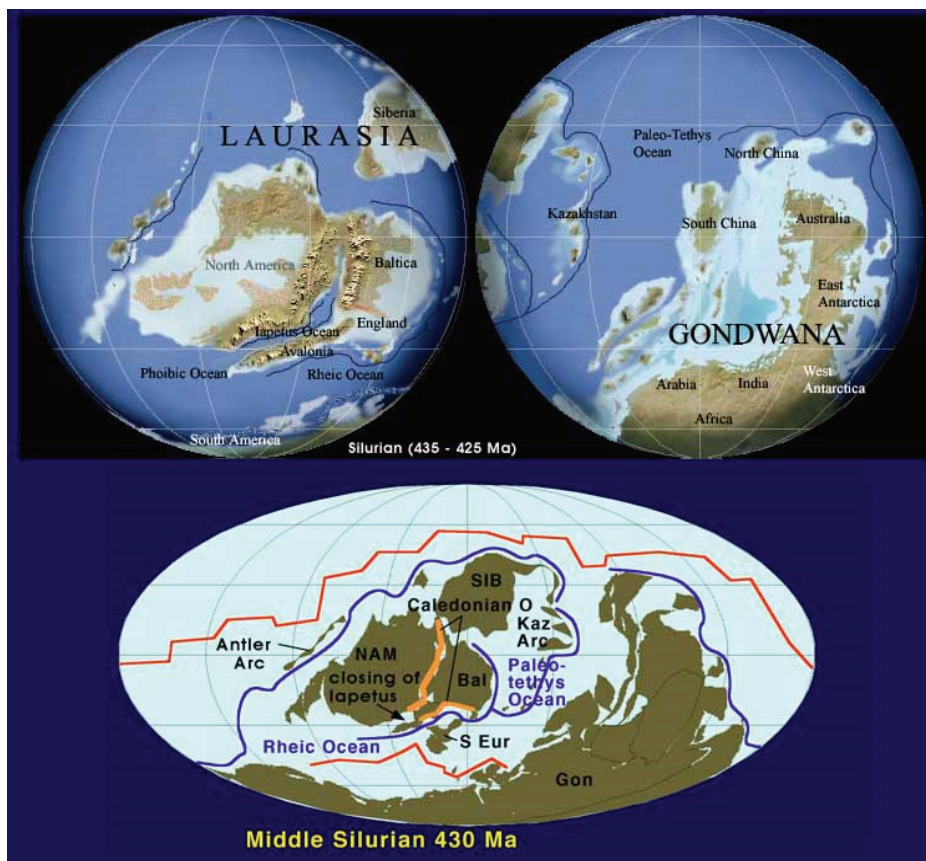 Siberia
LAURASIA
North America
Baltica
England
Iapetus Ocean
Avalonia
Phoibic Ocean
Rheic Ocean
South America
Silurian (435 - 425 Ma)
Paleo-Tethys
Ocean
North China
Kazakhstan
South China
Australia
East
Antarctica
GONDWANA
West
Antarctica
Arabia
India
Africa
SIB
Caledonian O
Kaz
Arc
Antler
Arc
NAM
closing of
Iapetus
Bal
Paleo-
tethys
Ocean
Rheic Ocean
S Eur
Gon
Middle Silurian 430 Ma